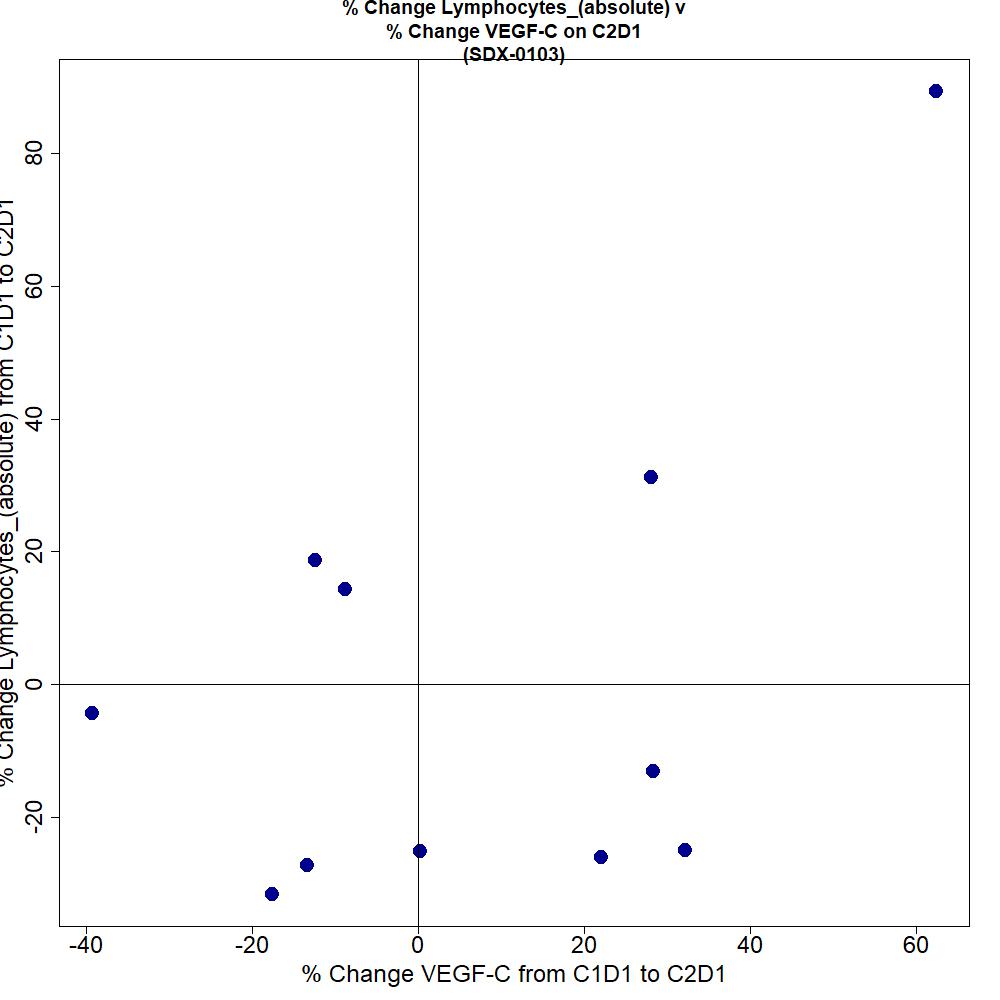 % Change Lymphocytes_(absolute) v
% Change VEGF-C on C2D1
(SDX-0103)
% Change Lymphocytes_(absolute) from C1D1 to C2D1
80
60
40
20
0
-20
-40
-20
0
20
40
60
% Change VEGF-C from C1D1 to C2D1